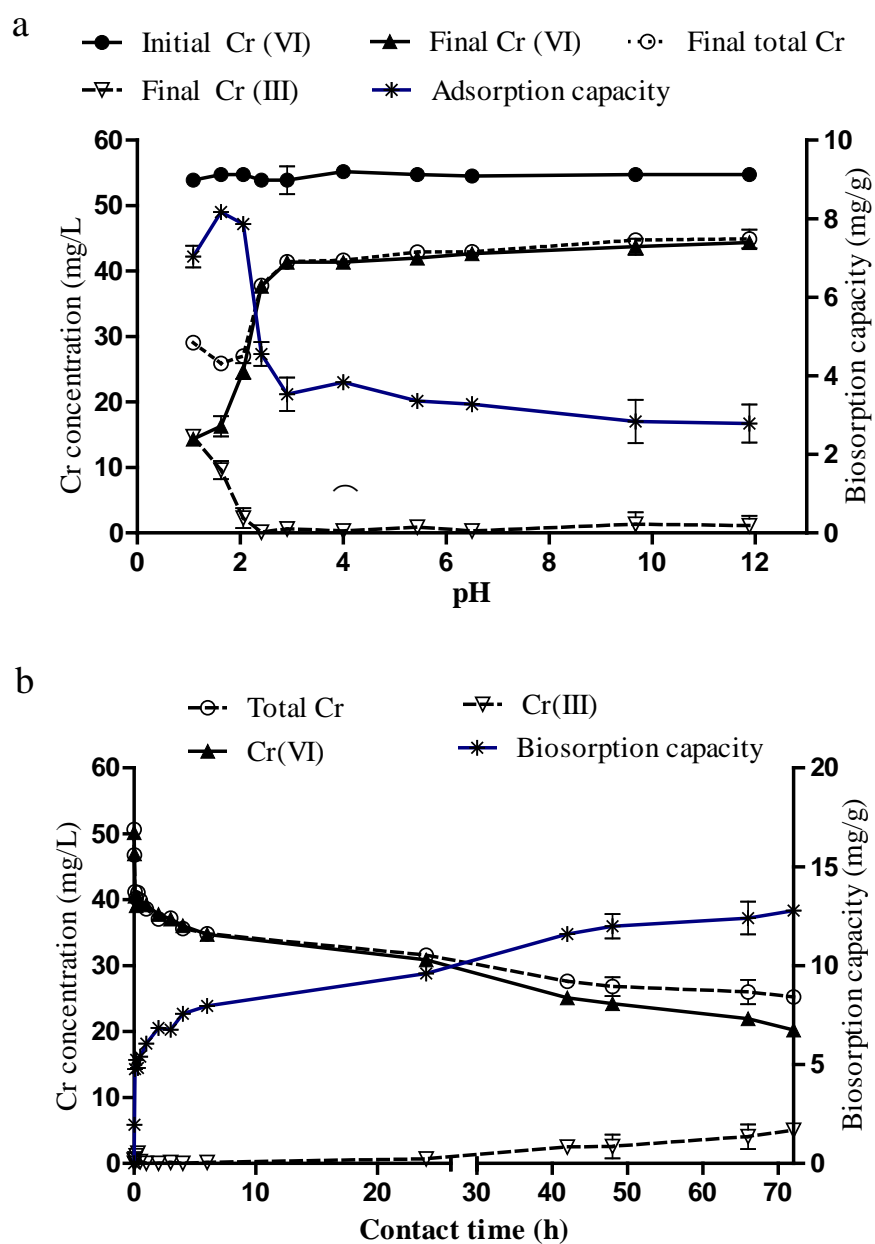 a
Initial Cr (VI) Final Cr (VI) Final total Cr
Final Cr (III) Adsorption capacity
60 10
50 8
40 6
30
20 4
10 2
0 0
Cr concentration (mg/L
Biosorption capacity (mg/g)
0 2 4 6 8 10 12
pH
b
Total Cr Cr(III)
Cr(VI) Biosorption capacity
60 20
50 15
40
30 10
20 5
10
0 0
Cr concentration (mg/L)
Biosorption capacity (mg/g)
0 10 20 30 40 50 60 70
Contact time (h)